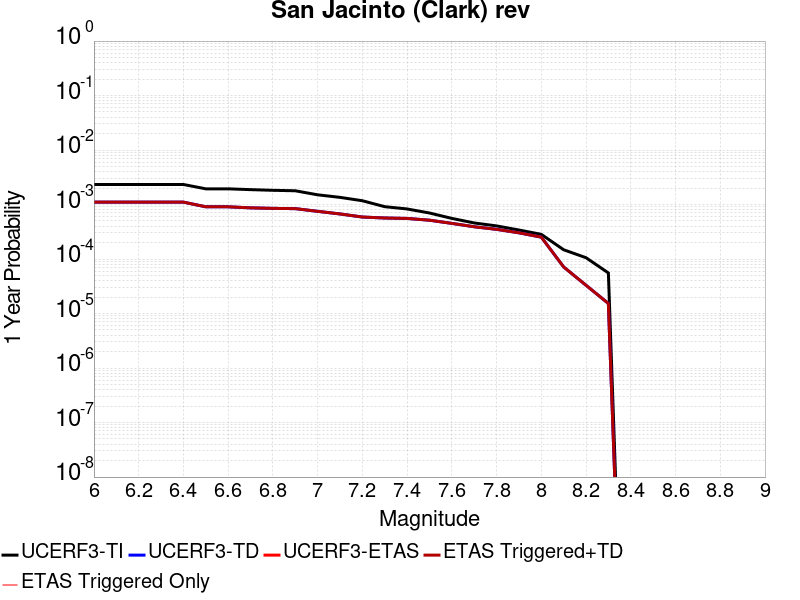 San Jacinto (Clark) rev
10^0
10^-1
10^-2
10^-3
10^-4
10^-5
10^-6
10^-7
10^-8
1 Year Probability
6 6.2 6.4 6.6 6.8 7 7.2 7.4 7.6 7.8 8 8.2 8.4 8.6 8.8 9
Magnitude
UCERF3-TI UCERF3-TD UCERF3-ETAS ETAS Triggered+TD
ETAS Triggered Only